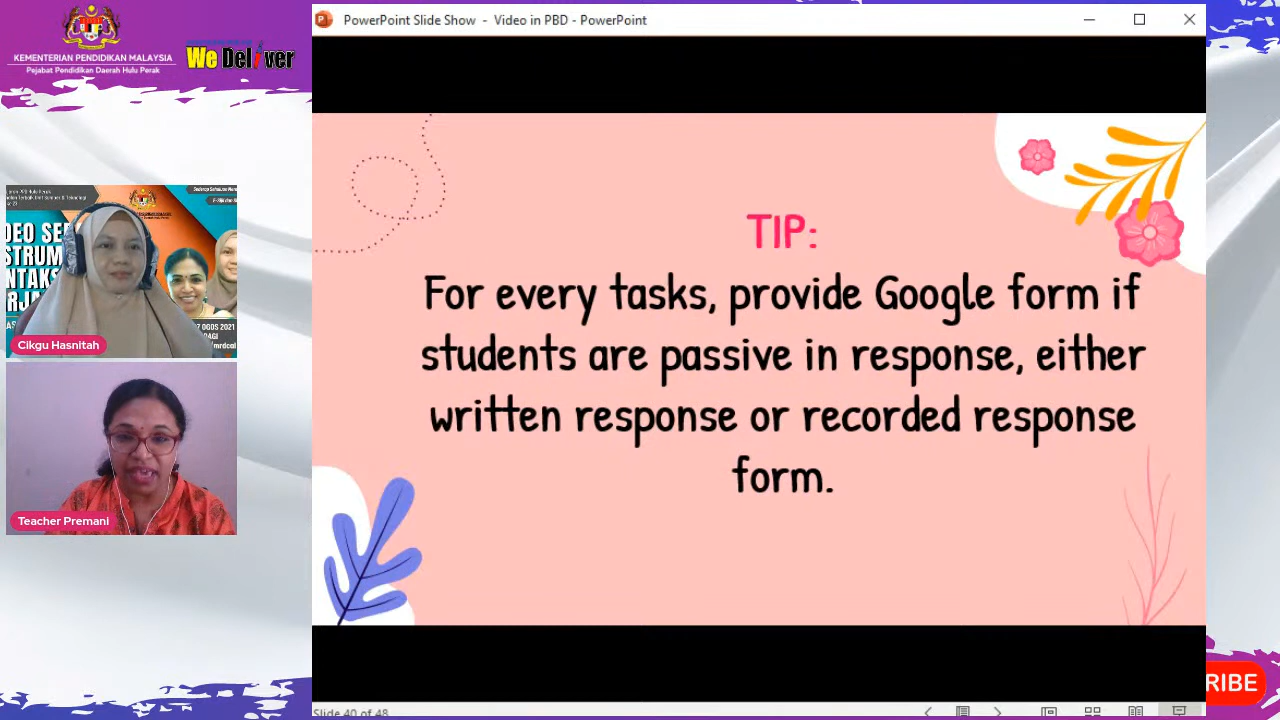 PowerPoint Slide Show - Video in PBD - PowerPoint
KEMENTERIAN PENDIDIKAN MALAYSIA
Pejabat Pendidikan Daerah Hulu Perak
We Deliver
Cikgu Hasnitah
Teacher Premani
TIP:
For every tasks, provide Google form if
students are passive in response, either
written response or recorded response
form.
RIBE
Slide 40 of 48